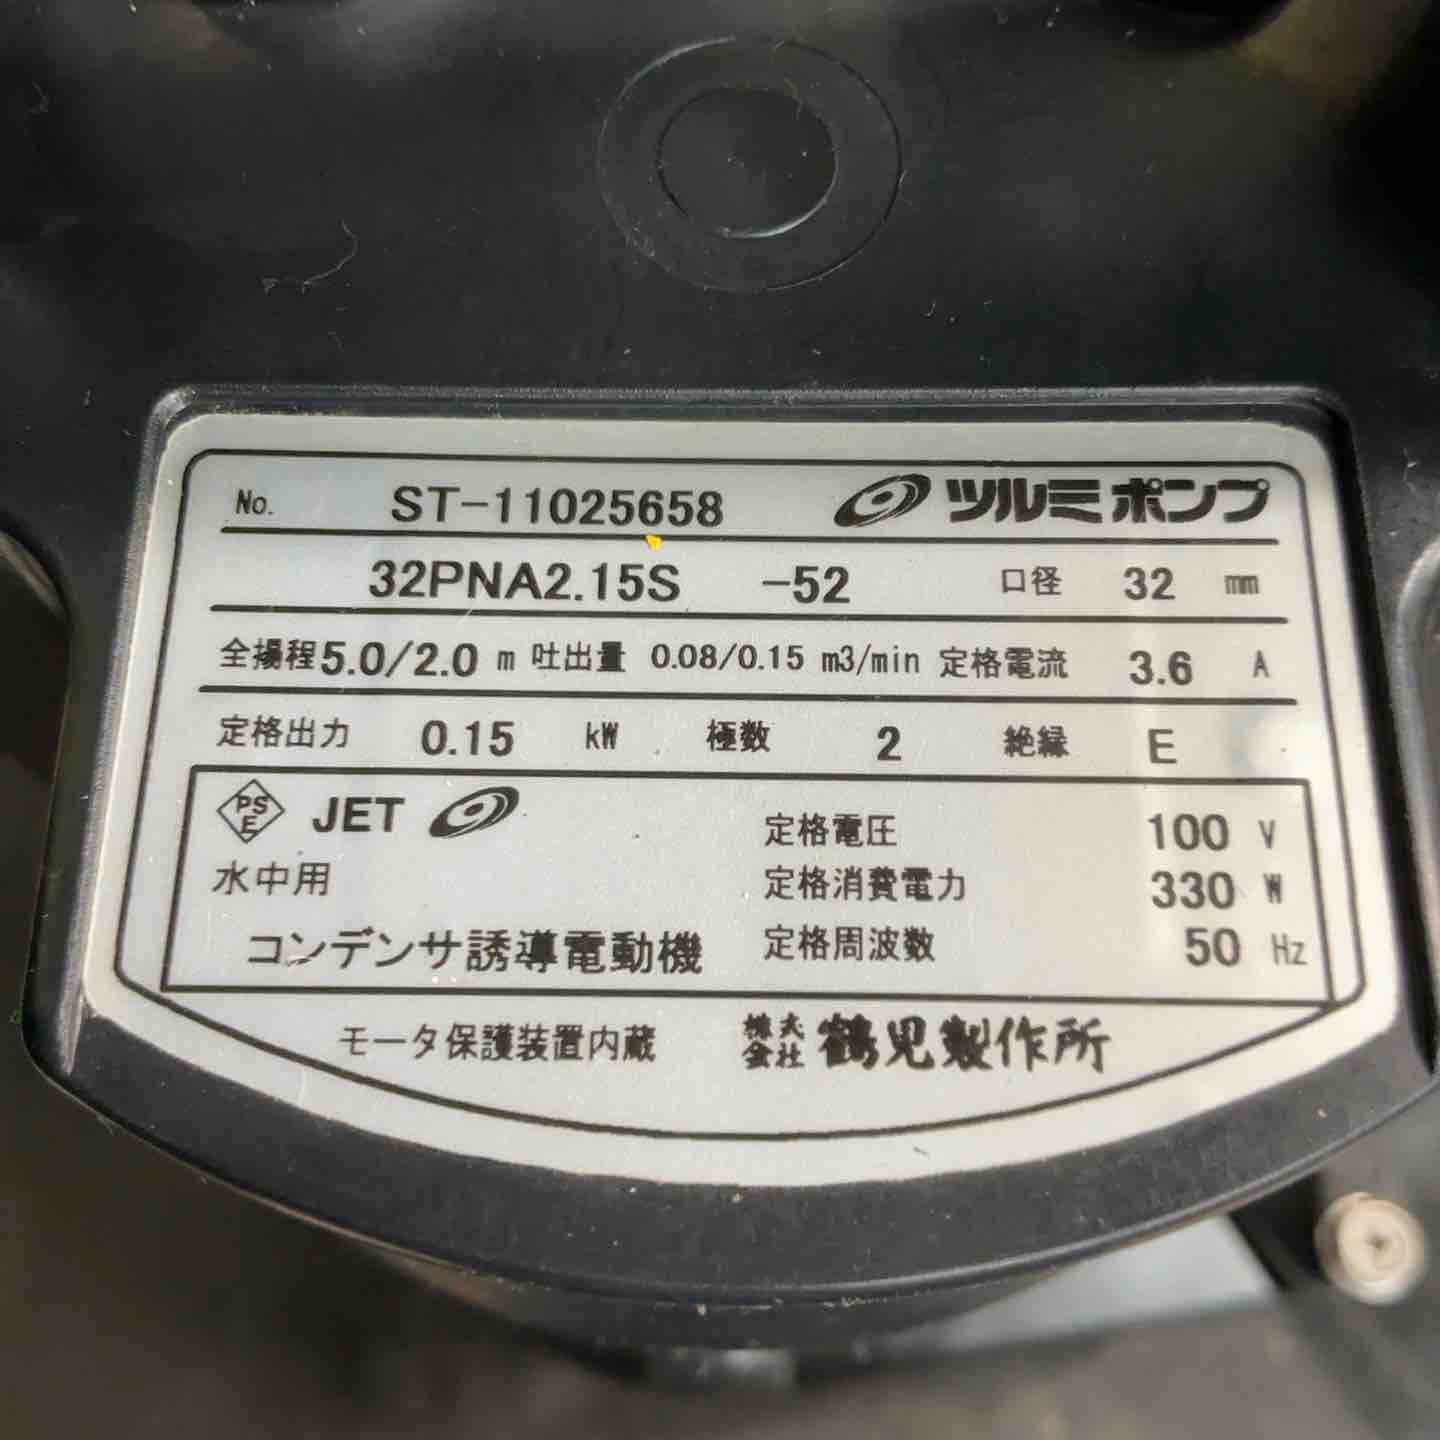 No. ST-11025658 ツルミポンプ
32PNA2.15S -52 口径 32 mm
全揚程 5.0/2.0 m 吐出量 0.08/0.15 m3/min 定格電流 3.6 A
定格出力 0.15 kW 極数 2 絶縁 E
PSE JET
水中用
コンデンサ誘導電動機
定格電圧 100 V
定格消費電力 330 W
定格周波数 50 Hz
モータ保護装置内蔵 株式会社 鶴見製作所